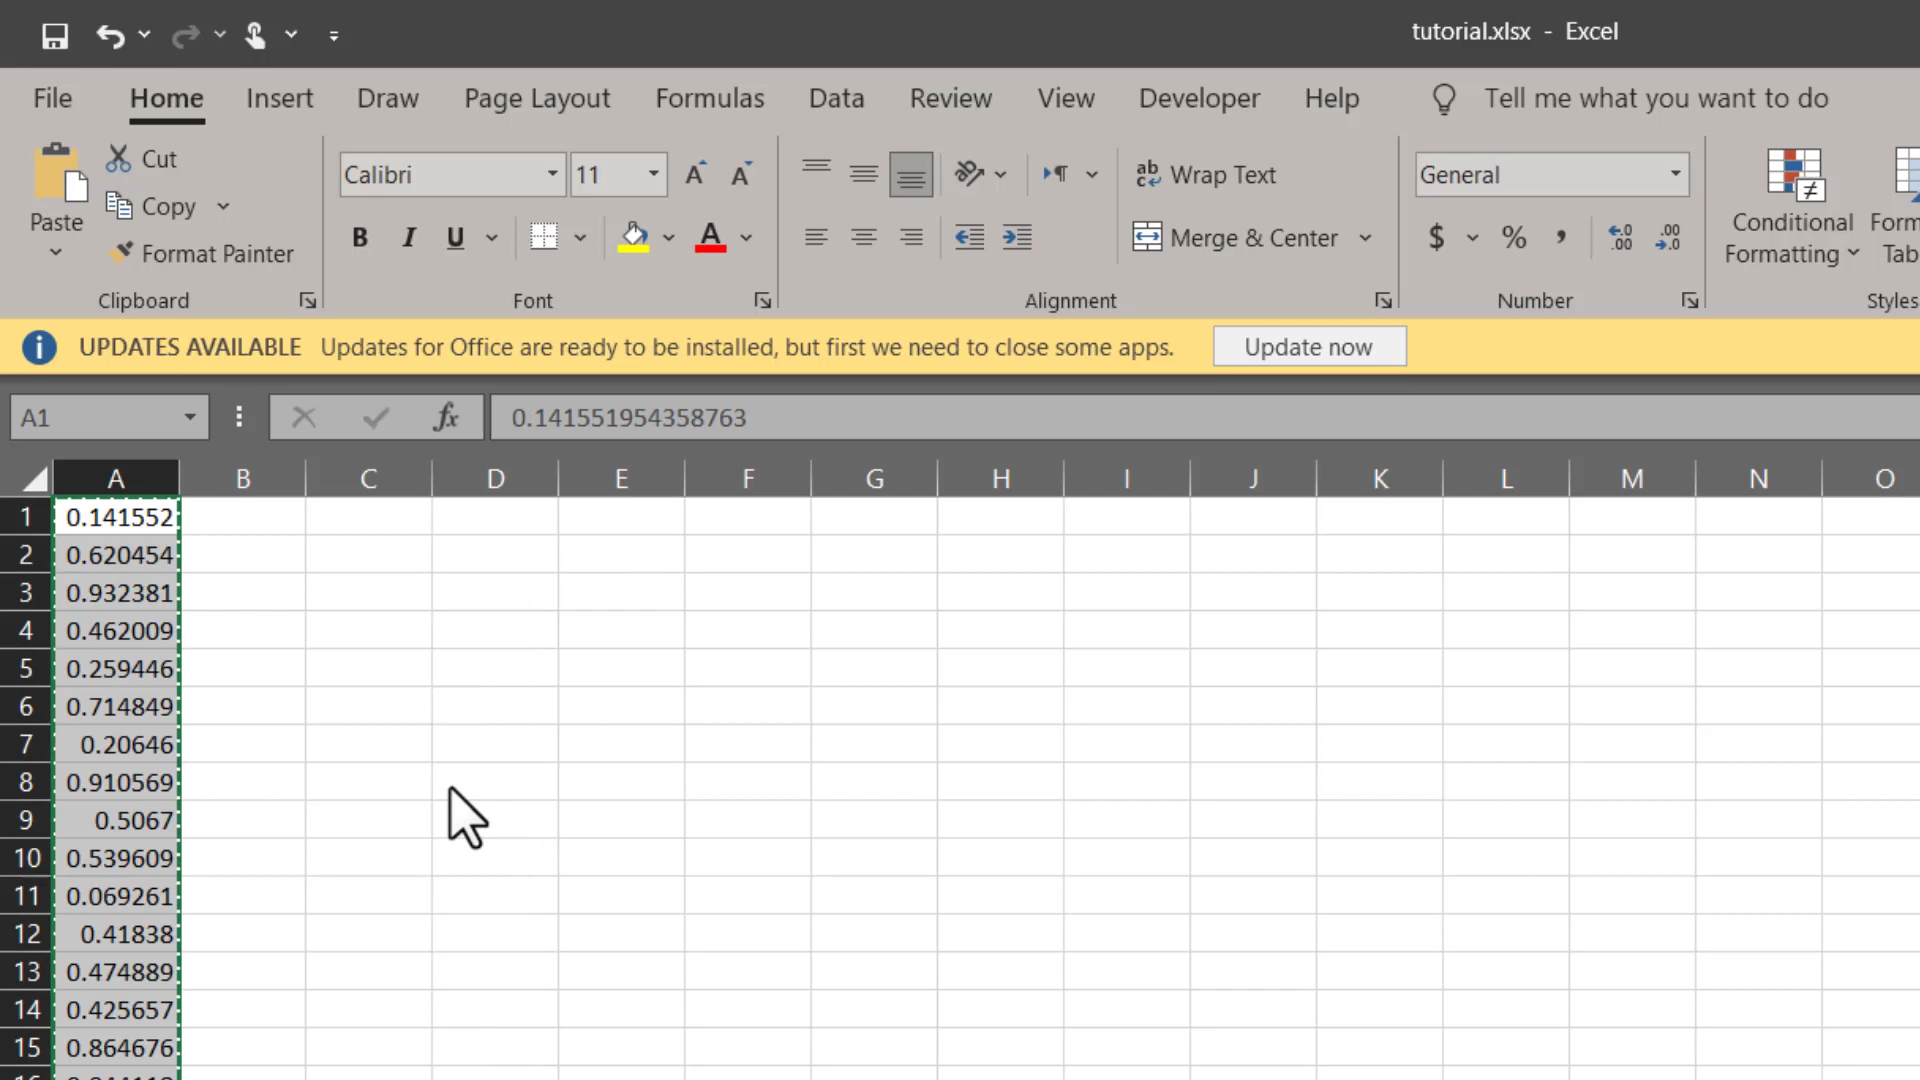 tutorial.xlsx - Excel
File Home Insert Draw Page Layout Formulas Data Review View Developer Help Tell me what you want to do
Paste
Cut
Copy
Format Painter
Clipboard
Calibri 11
B I U
Font
Wrap Text
Merge & Center
Alignment
General
$ % ,
Number
Conditional
Formatting
Styles
UPDATES AVAILABLE Updates for Office are ready to be installed, but first we need to close some apps. Update now
A1 fx 0.141551954358763
A B C D E F G H I J K L M N O
1 0.141552
2 0.620454
3 0.932381
4 0.462009
5 0.259446
6 0.714849
7 0.20646
8 0.910569
9 0.5067
10 0.539609
11 0.069261
12 0.41838
13 0.474889
14 0.425657
15 0.864676